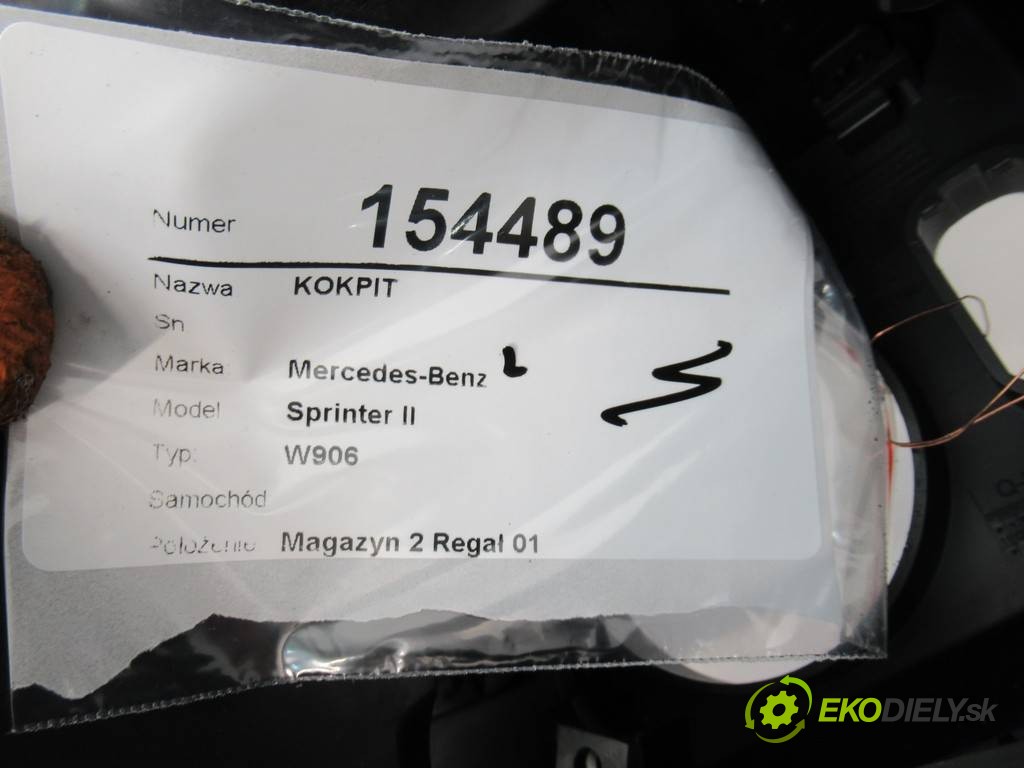 Numer 154489
Nazwa KOKPIT
Sn
Marka Mercedes-Benz L
Model Sprinter II
Typ: W906
Samochód
Położenie Magazyn 2 Regał 01
EKODIELY.sk